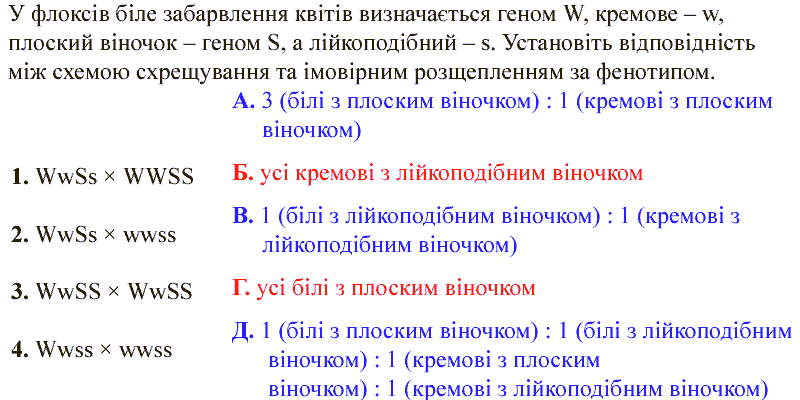 У флоксів біле забарвлення квітів визначається геном W, кремове – w,
плоский віночок – геном S, а лійкоподібний – s. Установіть відповідність
між схемою схрещування та імовірним розщепленням за фенотипом.
1. WwSs × WWSS
2. WwSs × wwss
3. WwSS × WwSS
4. Wwss × wwss
А. 3 (білі з плоским віночком) : 1 (кремові з плоским
віночком)
Б. усі кремові з лійкоподібним віночком
В. 1 (білі з лійкоподібним віночком) : 1 (кремові з
лійкоподібним віночком)
Г. усі білі з плоским віночком
Д. 1 (білі з плоским віночком) : 1 (білі з лійкоподібним
віночком) : 1 (кремові з плоским
віночком) : 1 (кремові з лійкоподібним віночком)